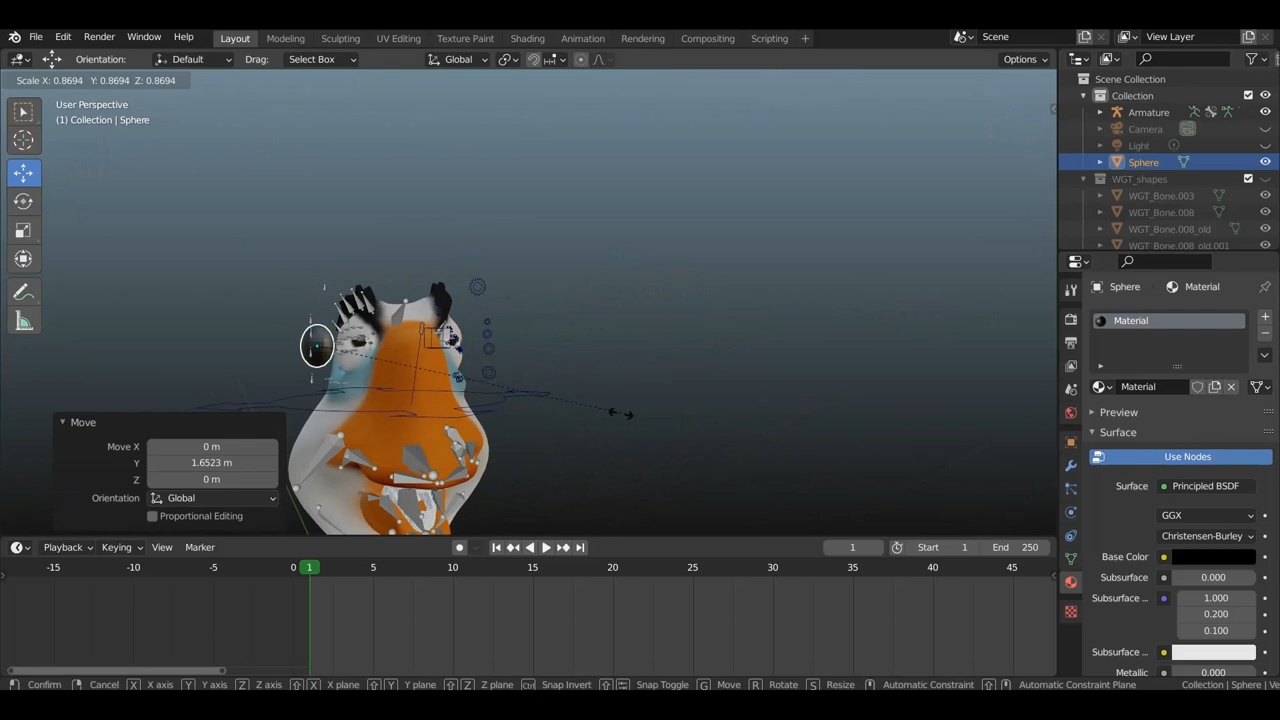 File Edit Render Window Help Layout Modeling Sculpting UV Editing Texture Paint Shading Animation Rendering Compositing Scripting + Scene View Layer
Orientation: Default Drag: Select Box Global Options
Scale X: 0.8694 Y: 0.8694 Z: 0.8694
User Perspective
(1) Collection | Sphere
Scene Collection
Collection
Armature
Camera
Light
Sphere
WGT_shapes
WGT_Bone.003
WGT_Bone.008
WGT_Bone.008_old
WGT_Bone.008_old.001
Sphere Material
Material
Material
Preview
Surface
Use Nodes
Surface Principled BSDF
GGX
Christensen-Burley
Base Color
Subsurface 0.000
Subsurface ... 1.000
0.200
0.100
Subsurface ...
Metallic 0.000
Move
Move X 0 m
Y 1.6523 m
Z 0 m
Orientation Global
Proportional Editing
Playback Keying View Marker 1 Start 1 End 250
-15 -10 -5 0 1 5 10 15 20 25 30 35 40 45
Confirm Cancel X X axis Y Y axis Z Z axis X X plane Y Y plane Z Z plane Ctrl Snap Invert Snap Toggle G Move R Rotate S Resize Automatic Constraint Automatic Constraint Plane Collection | Sphere | Ve